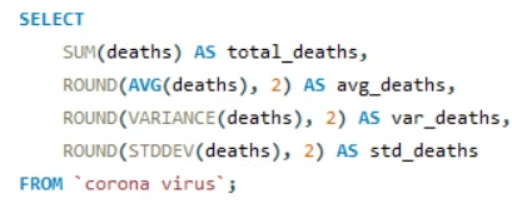 SELECT
SUM(deaths) AS total_deaths,
ROUND(AVG(deaths), 2) AS avg_deaths,
ROUND(VARIANCE(deaths), 2) AS var_deaths,
ROUND(STDDEV(deaths), 2) AS std_deaths
FROM `corona virus`;